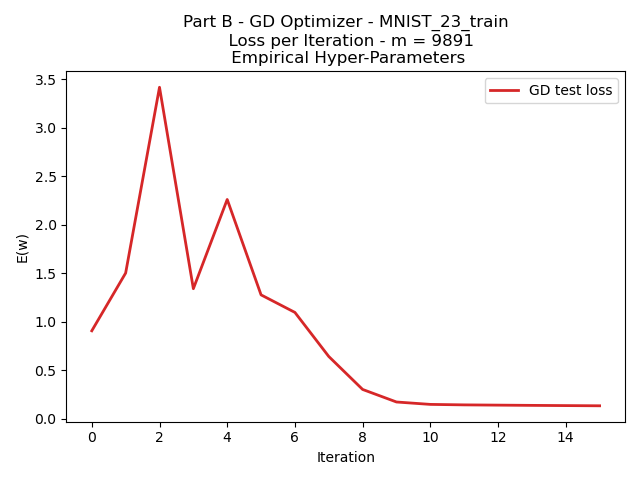 Part B - GD Optimizer - MNIST_23_train
Loss per Iteration - m = 9891
Empirical Hyper-Parameters
GD test loss
3.5
3.0
2.5
2.0
1.5
1.0
0.5
0.0
E(w)
0 2 4 6 8 10 12 14
Iteration